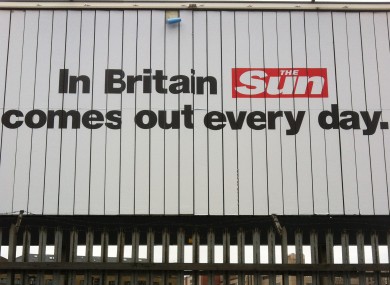 In Britain THE Sun
comes out every day.